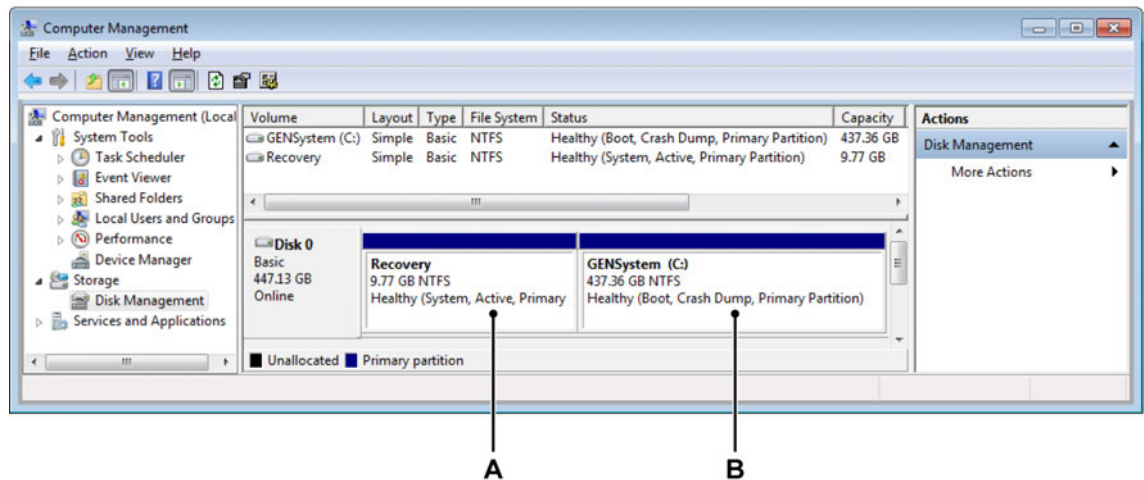 Computer Management
File Action View Help
Computer Management (Local
System Tools
Task Scheduler
Event Viewer
Shared Folders
Local Users and Groups
Performance
Device Manager
Storage
Disk Management
Services and Applications
Volume Layout Type File System Status Capacity
GENSystem (C:) Simple Basic NTFS Healthy (Boot, Crash Dump, Primary Partition) 437.36 GB
Recovery Simple Basic NTFS Healthy (System, Active, Primary Partition) 9.77 GB
Disk 0
Basic
447.13 GB
Online
Recovery
9.77 GB NTFS
Healthy (System, Active, Primary
GENSystem (C:)
437.36 GB NTFS
Healthy (Boot, Crash Dump, Primary Partition)
Unallocated Primary partition
Actions
Disk Management
More Actions
A B